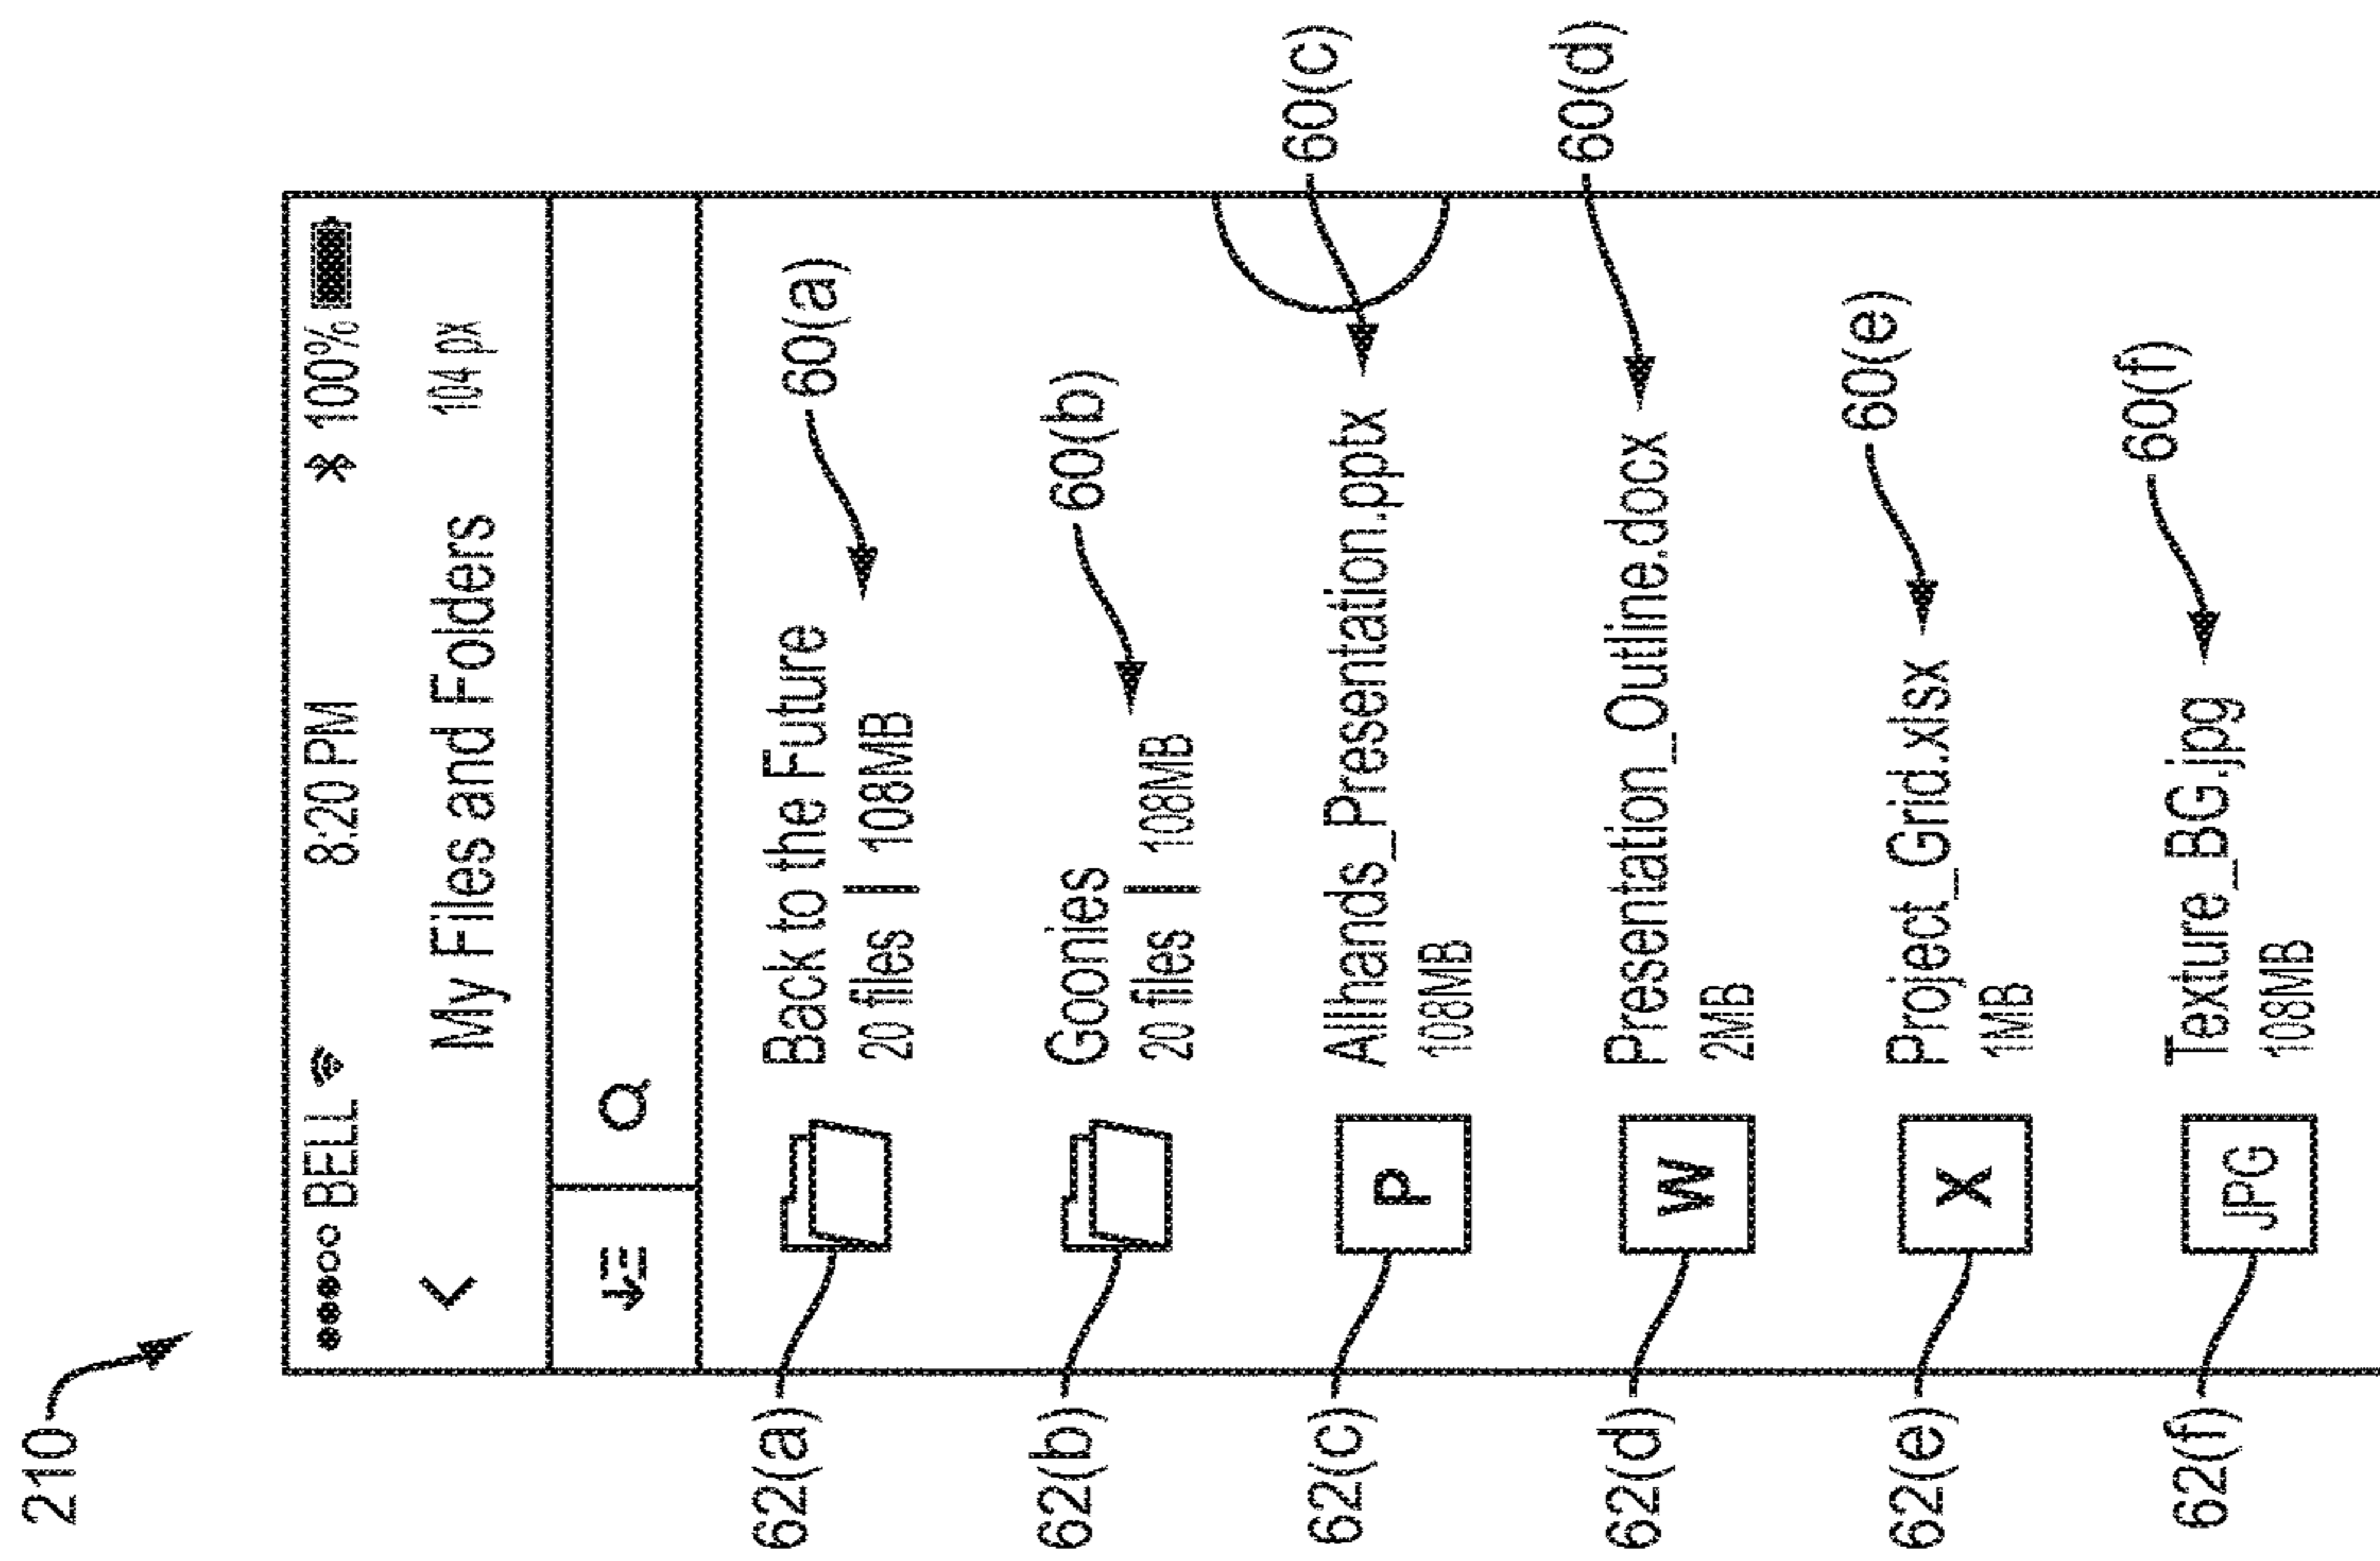 210
BELL 8:20 PM 100%
My Files and Folders 104 px
62(a) Back to the Future 60(a)
20 files | 108MB
62(b) Goonies 60(b)
20 files | 108MB
62(c) P Allhands_Presentation.pptx 60(c)
108MB
62(d) W Presentation_Outline.docx 60(d)
2MB
62(e) X Project_Grid.xlsx 60(e)
1MB
62(f) JPG Texture_BG.jpg 60(f)
108MB